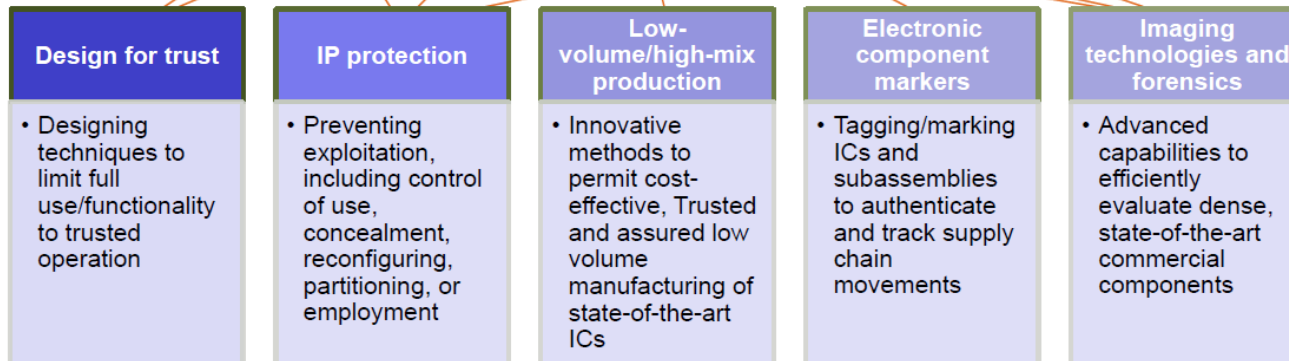 Design for trust
• Designing
techniques to
limit full
use/functionality
to trusted
operation
IP protection
• Preventing
exploitation,
including control
of use,
concealment,
reconfiguring,
partitioning, or
employment
Low-
volume/high-mix
production
• Innovative
methods to
permit cost-
effective, Trusted
and assured low
volume
manufacturing of
state-of-the-art
ICs
Electronic
component
markers
• Tagging/marking
ICs and
subassemblies
to authenticate
and track supply
chain
movements
Imaging
technologies and
forensics
• Advanced
capabilities to
efficiently
evaluate dense,
state-of-the-art
commercial
components